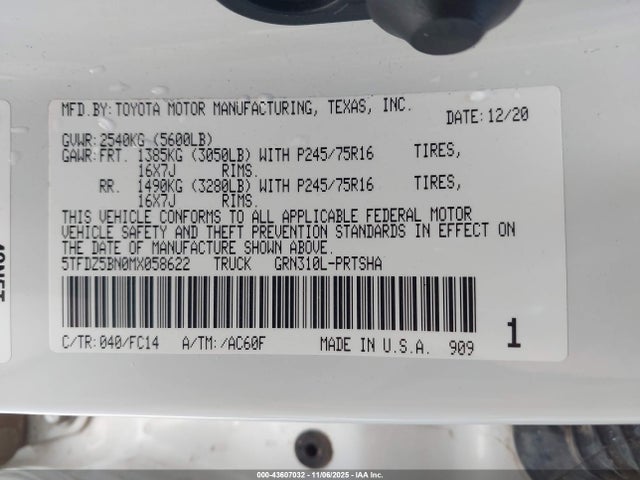 MFD.BY:TOYOTA MOTOR MANUFACTURING, TEXAS, INC. DATE:12/20
GVWR:2540KG (5600LB)
GAWR:FRT. 1385KG (3050LB) WITH P245/75R16 TIRES,
16X7J RIMS.
RR. 1490KG (3280LB) WITH P245/75R16 TIRES,
16X7J RIMS.
THIS VEHICLE CONFORMS TO ALL APPLICABLE FEDERAL MOTOR
VEHICLE SAFETY AND THEFT PREVENTION STANDARDS IN EFFECT ON
THE DATE OF MANUFACTURE SHOWN ABOVE.
5TFDZ5BN0MX058622 TRUCK GRN310L-PRTSHA
C/TR:040/FC14 A/TM:/AC60F MADE IN U.S.A. 909 1
000-43607032 - 11/06/2025 - IAA Inc.